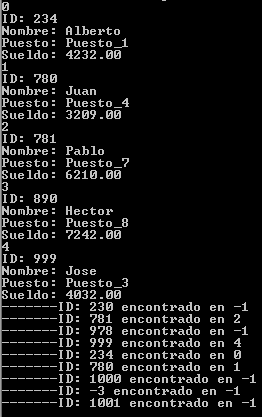 0
ID: 234
Nombre: Alberto
Puesto: Puesto_1
Sueldo: 4232.00
1
ID: 780
Nombre: Juan
Puesto: Puesto_4
Sueldo: 3209.00
2
ID: 781
Nombre: Pablo
Puesto: Puesto_7
Sueldo: 6210.00
3
ID: 890
Nombre: Hector
Puesto: Puesto_8
Sueldo: 7242.00
4
ID: 999
Nombre: Jose
Puesto: Puesto_3
Sueldo: 4032.00
-------ID: 230 encontrado en -1
-------ID: 781 encontrado en 2
-------ID: 978 encontrado en -1
-------ID: 999 encontrado en 4
-------ID: 234 encontrado en 0
-------ID: 780 encontrado en 1
-------ID: 1000 encontrado en -1
-------ID: -3 encontrado en -1
-------ID: 1001 encontrado en -1